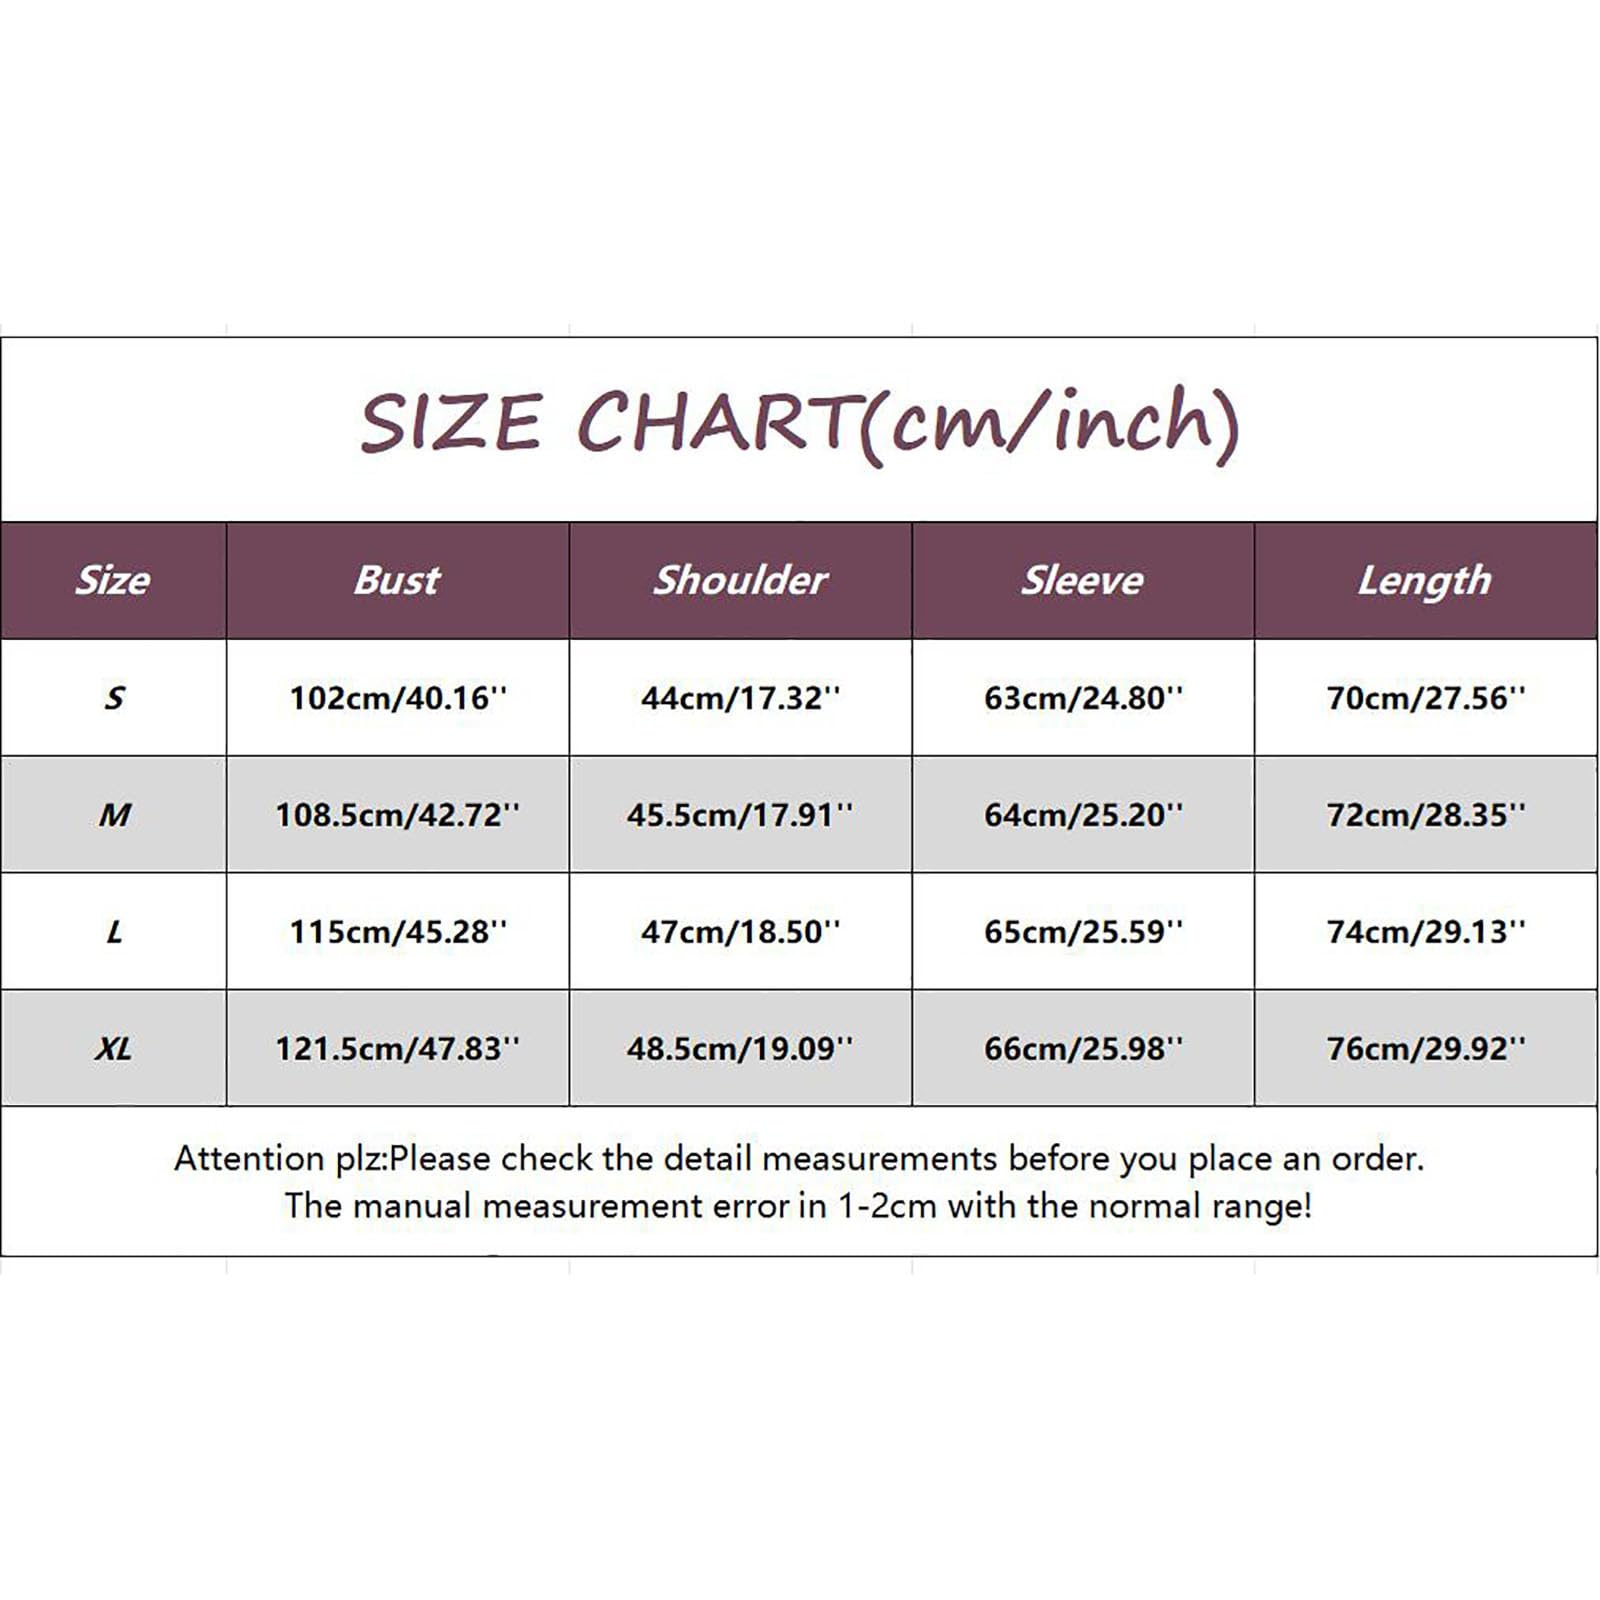 SIZE CHART(cm/inch)
Size Bust Shoulder Sleeve Length
S 102cm/40.16'' 44cm/17.32'' 63cm/24.80'' 70cm/27.56''
M 108.5cm/42.72'' 45.5cm/17.91'' 64cm/25.20'' 72cm/28.35''
L 115cm/45.28'' 47cm/18.50'' 65cm/25.59'' 74cm/29.13''
XL 121.5cm/47.83'' 48.5cm/19.09'' 66cm/25.98'' 76cm/29.92''
Attention plz:Please check the detail measurements before you place an order.
The manual measurement error in 1-2cm with the normal range!